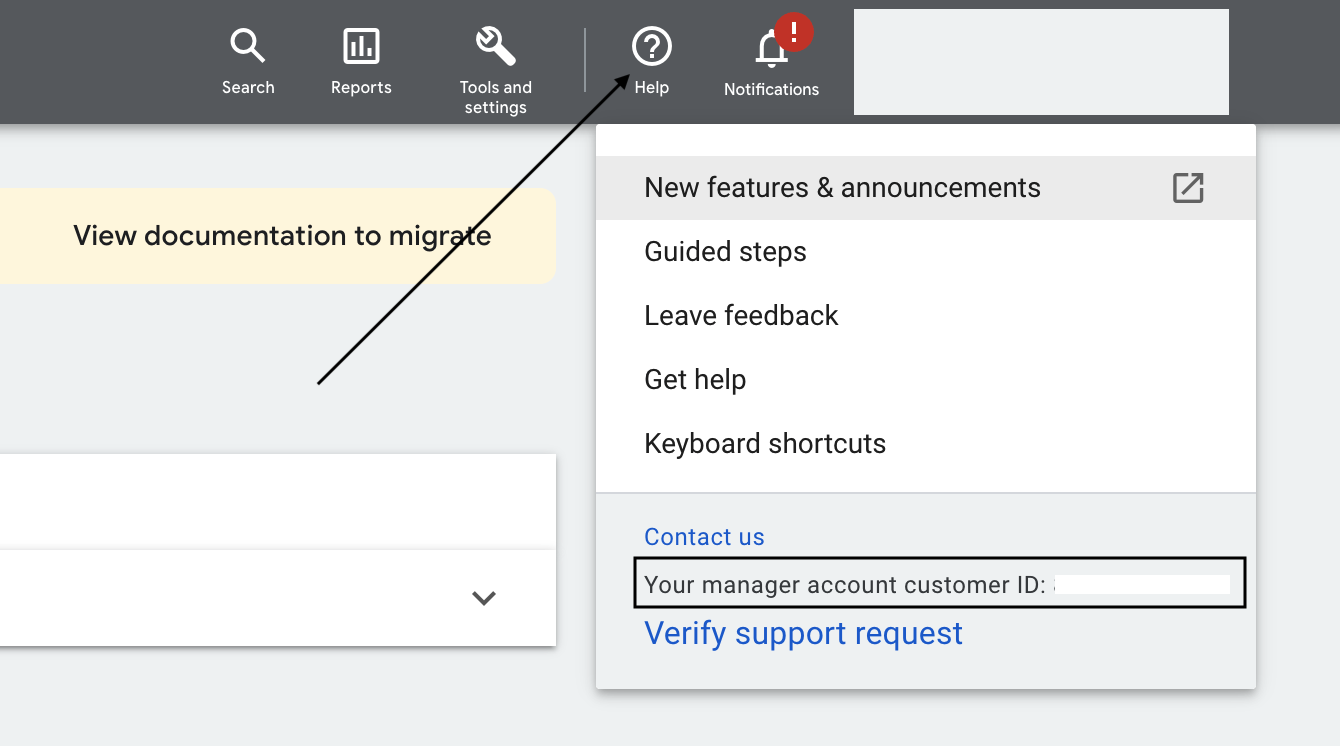 Search
Reports
Tools and
settings
Help
Notifications
!
View documentation to migrate
New features & announcements
Guided steps
Leave feedback
Get help
Keyboard shortcuts
Contact us
Your manager account customer ID:
Verify support request